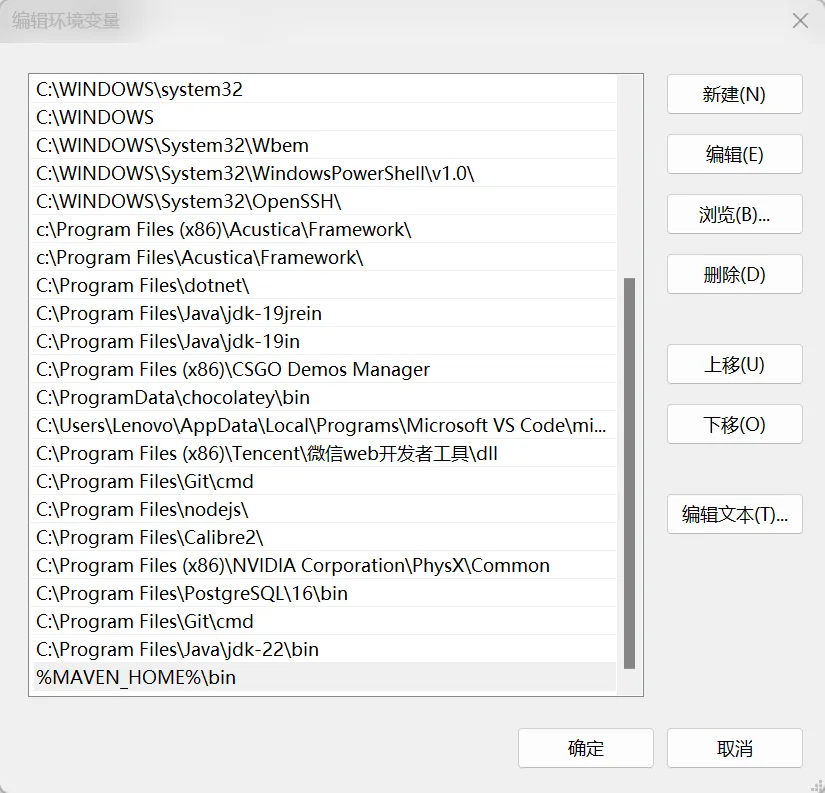 编辑环境变量
C:\WINDOWS\system32
新建(N)
C:\WINDOWS
C:\WINDOWS\System32\Wbem
编辑(E)
C:\WINDOWS\System32\WindowsPowerShell\v1.0\
C:\WINDOWS\System32\OpenSSH\
浏览(B)...
c:\Program Files (x86)\Acustica\Framework\
c:\Program Files\Acustica\Framework\
删除(D)
C:\Program Files\dotnet\
C:\Program Files\Java\jdk-19jrein
C:\Program Files\Java\jdk-19in
上移(U)
C:\Program Files (x86)\CSGO Demos Manager
C:\ProgramData\chocolatey\bin
下移(O)
C:\Users\Lenovo\AppData\Local\Programs\Microsoft VS Code\mi...
C:\Program Files (x86)\Tencent\微信web开发者工具\dll
C:\Program Files\Git\cmd
C:\Program Files\nodejs\
编辑文本(T)...
C:\Program Files\Calibre2\
C:\Program Files (x86)\NVIDIA Corporation\PhysX\Common
C:\Program Files\PostgreSQL\16\bin
C:\Program Files\Git\cmd
C:\Program Files\Java\jdk-22\bin
%MAVEN_HOME%\bin
确定
取消